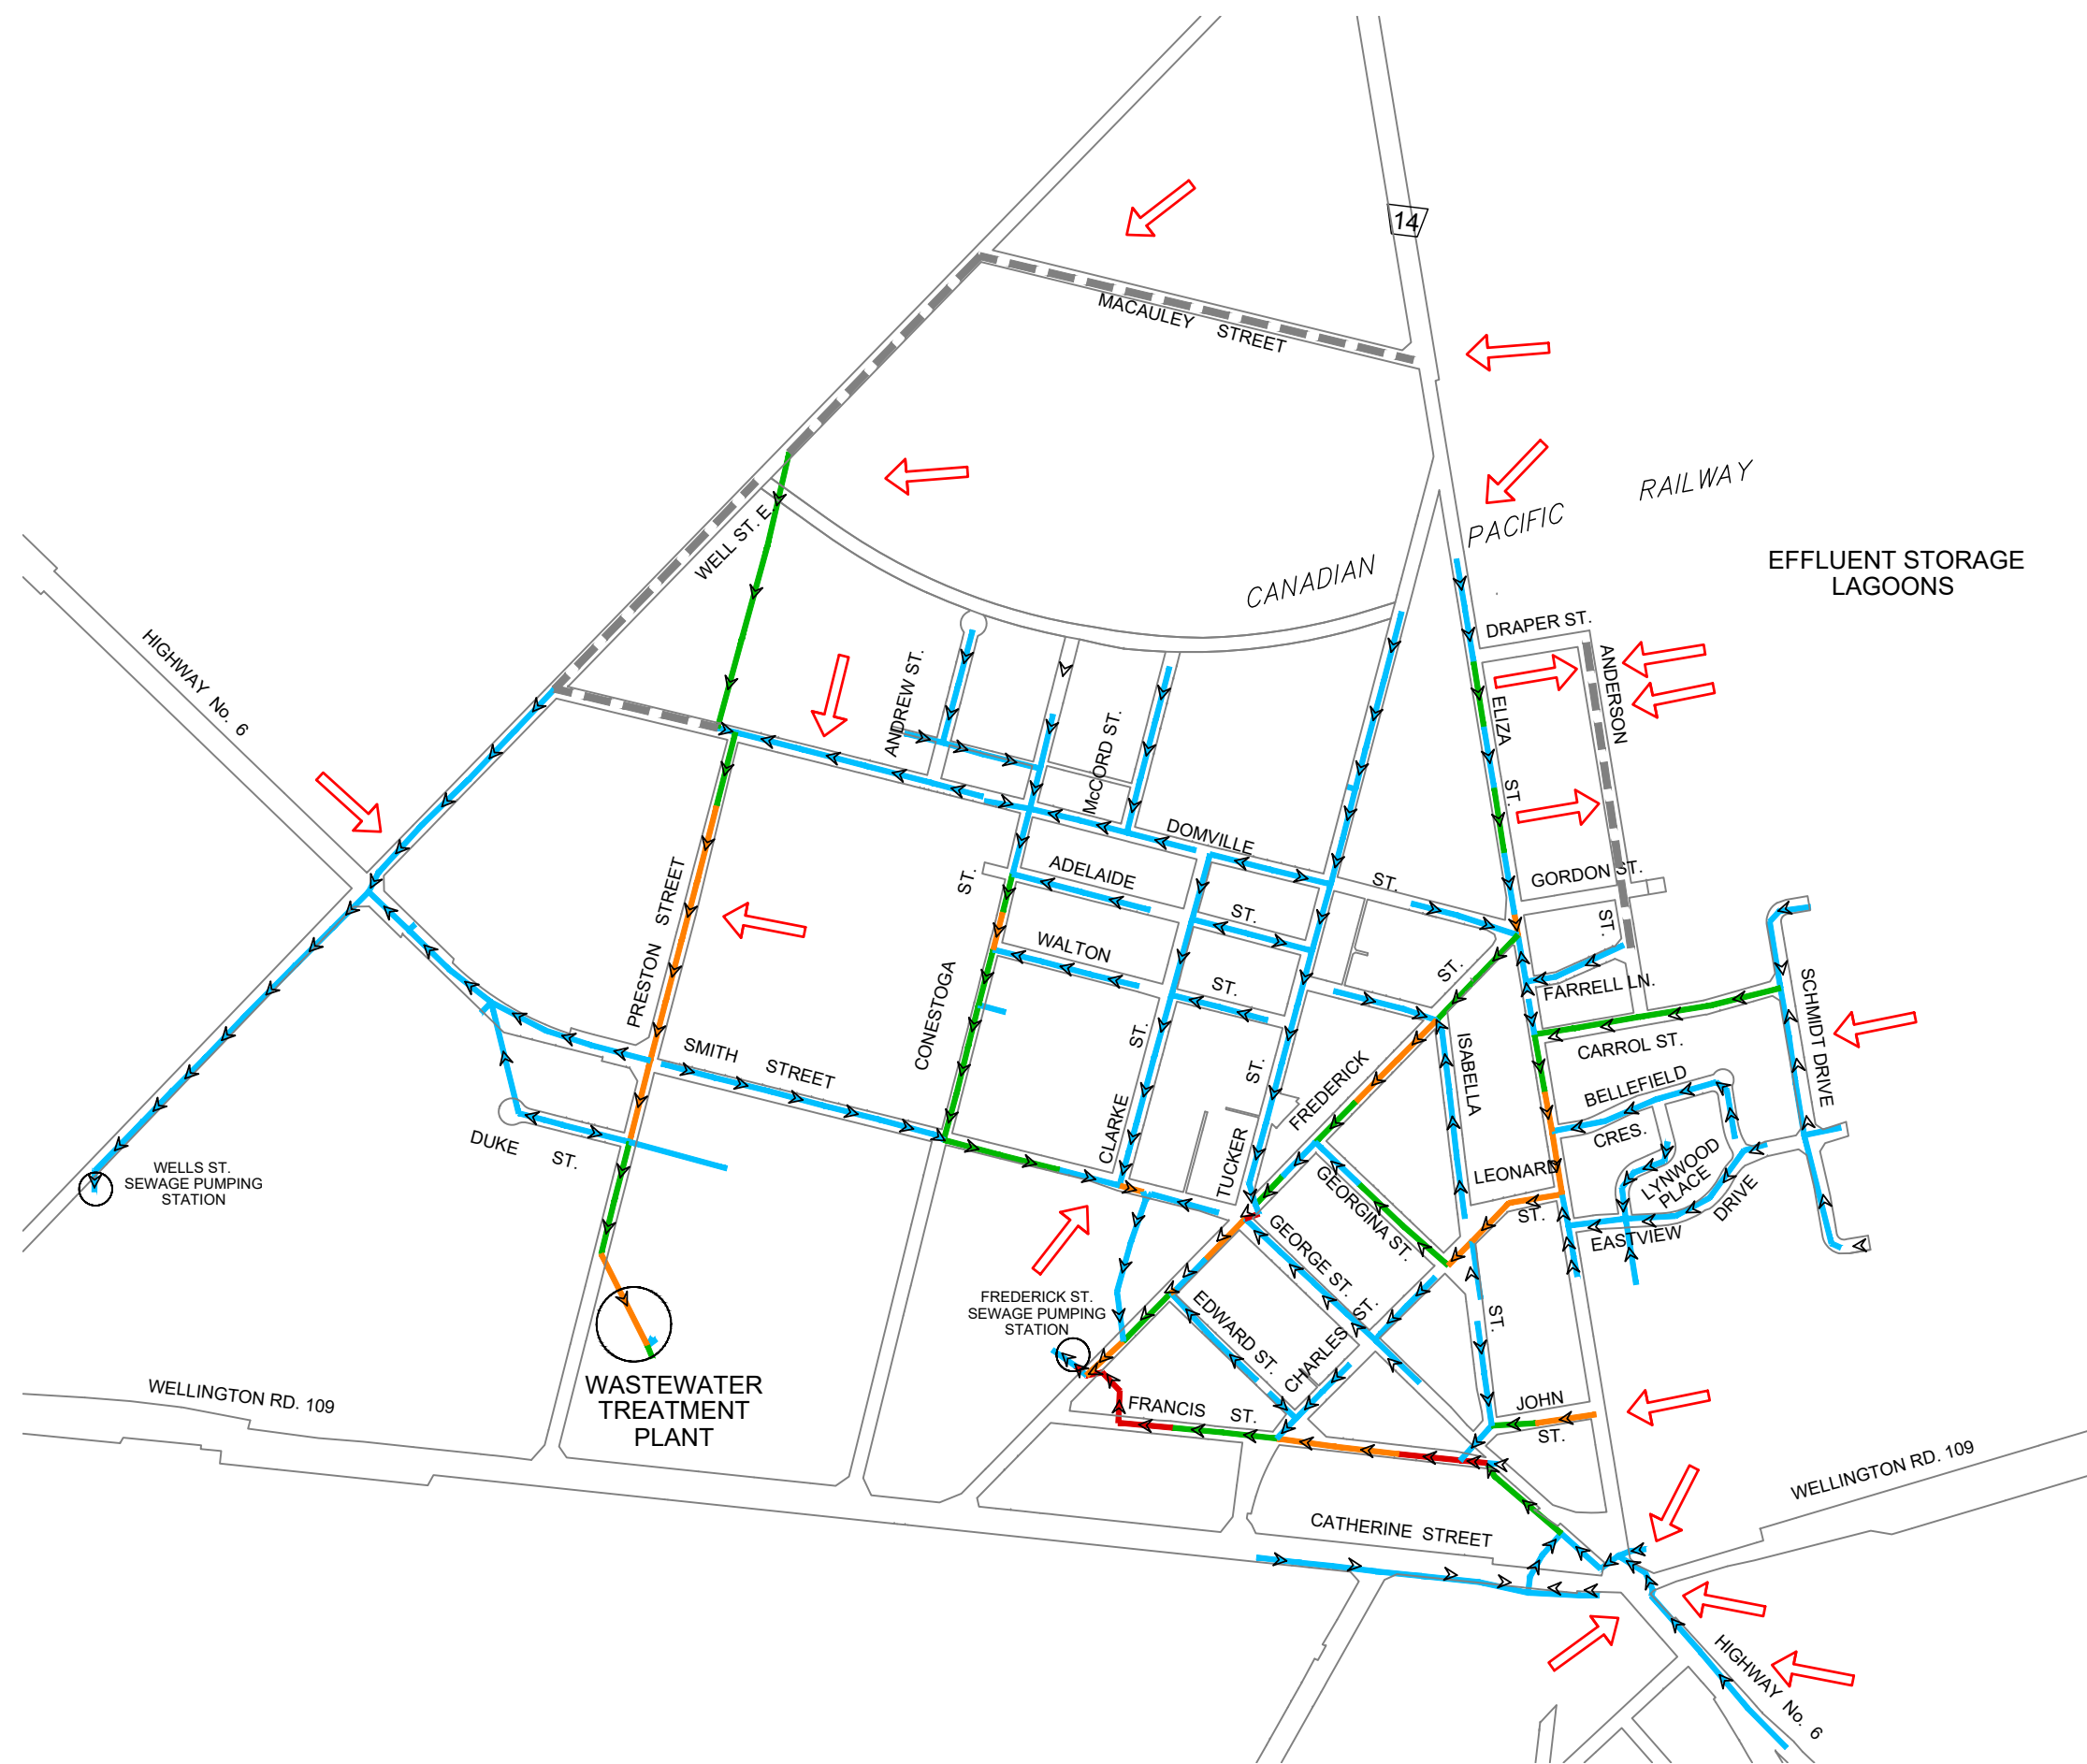 14
MACAULEY STREET
RAILWAY
PACIFIC
CANADIAN
WELL ST. E.
EFFLUENT STORAGE
LAGOONS
HIGHWAY No. 6
DRAPER ST.
ANDERSON
ST.
ELIZA
ST.
ANDREW ST.
McCORD ST.
DOMVILLE
ST.
ADELAIDE
ST.
GORDON ST.
WALTON
ST.
PRESTON STREET
CONESTOGA
ST.
ST.
FARRELL LN.
SCHMIDT DRIVE
CARROL ST.
SMITH STREET
CLARKE
ST.
TUCKER
ST.
FREDERICK
ST.
ISABELLA
ST.
BELLEFIELD
CRES.
LYNWOOD
PLACE
DUKE ST.
LEONARD
ST.
EASTVIEW
DRIVE
WELLS ST.
SEWAGE PUMPING
STATION
GEORGINA ST.
GEORGE ST.
FREDERICK ST.
SEWAGE PUMPING
STATION
EDWARD ST.
CHARLES ST.
WASTEWATER
TREATMENT
PLANT
WELLINGTON RD. 109
FRANCIS ST.
JOHN
ST.
WELLINGTON RD. 109
CATHERINE STREET
HIGHWAY No. 6